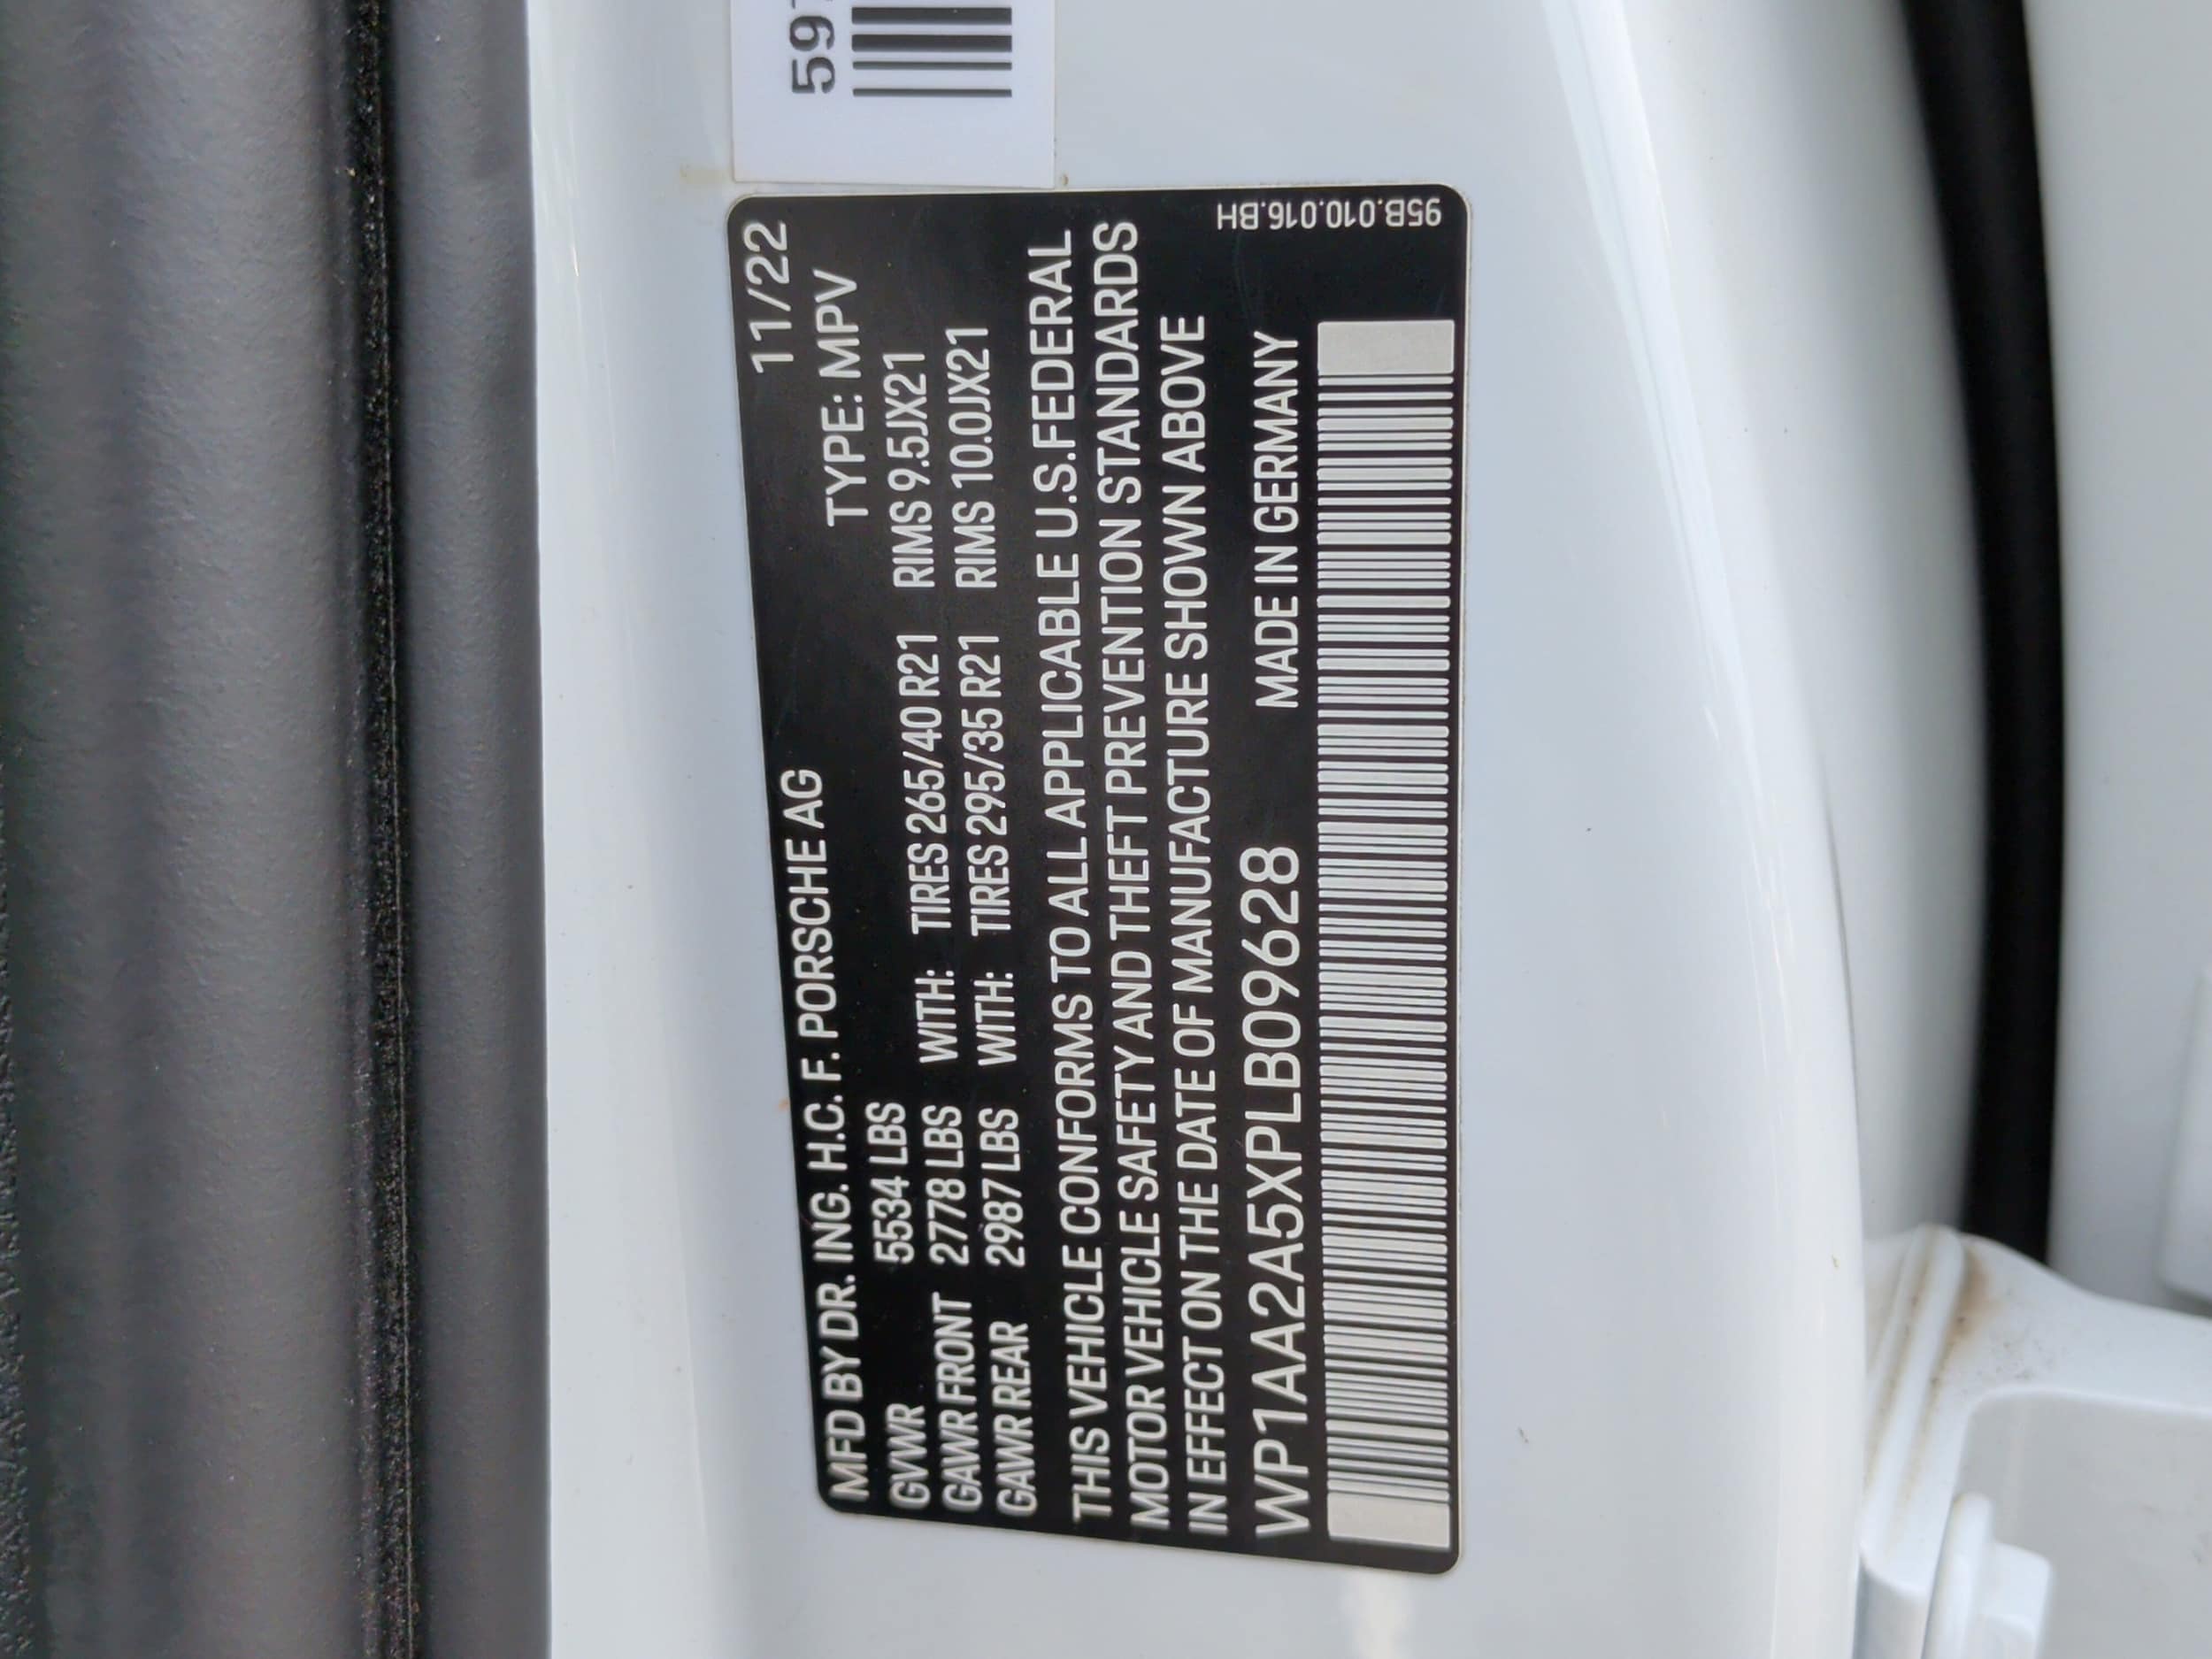 MFD BY DR. ING. H.C. F. PORSCHE AG 11/22
GVWR 5534 LBS TYPE: MPV
GAWR FRONT 2778 LBS WITH: TIRES 265/40 R21 RIMS 9.5JX21
GAWR REAR 2987 LBS WITH: TIRES 295/35 R21 RIMS 10.0JX21
THIS VEHICLE CONFORMS TO ALL APPLICABLE U.S.FEDERAL
MOTOR VEHICLE SAFETY AND THEFT PREVENTION STANDARDS
IN EFFECT ON THE DATE OF MANUFACTURE SHOWN ABOVE
WP1AA2A5XPLB09628 MADE IN GERMANY
95B.010.016.BH